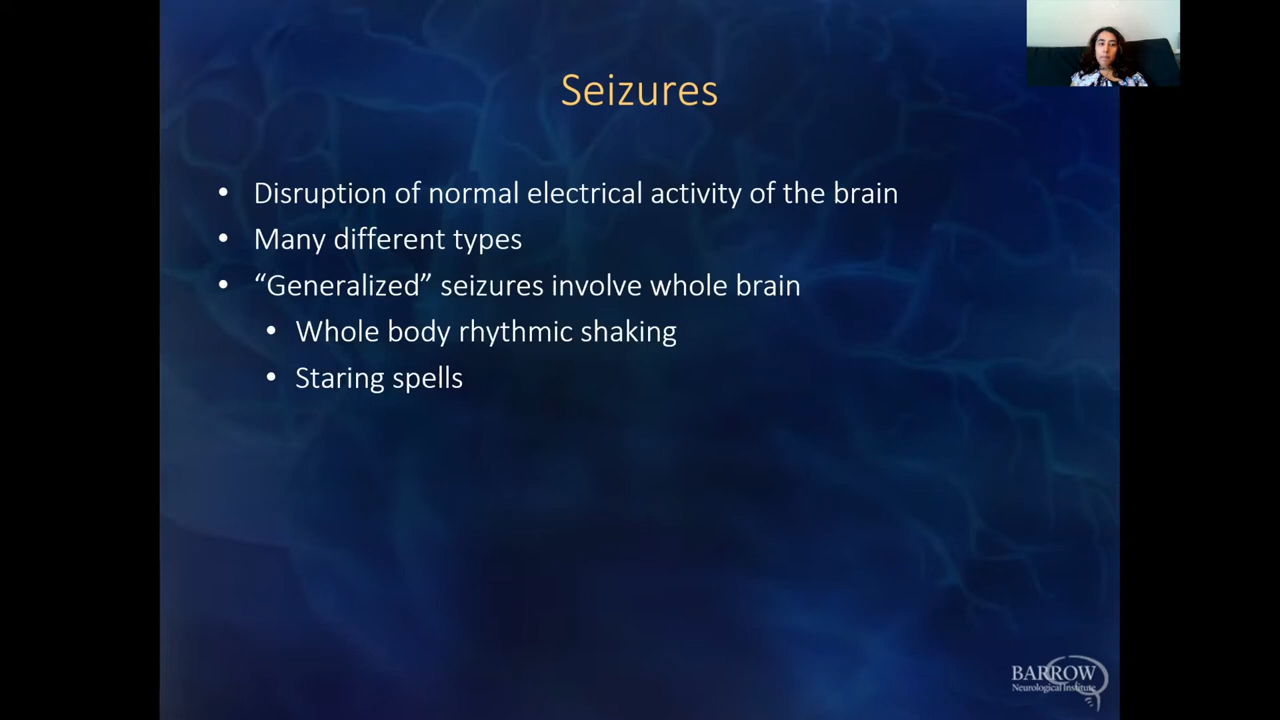 Seizures
• Disruption of normal electrical activity of the brain
• Many different types
• “Generalized” seizures involve whole brain
• Whole body rhythmic shaking
• Staring spells
BARROW
Neurological Institute